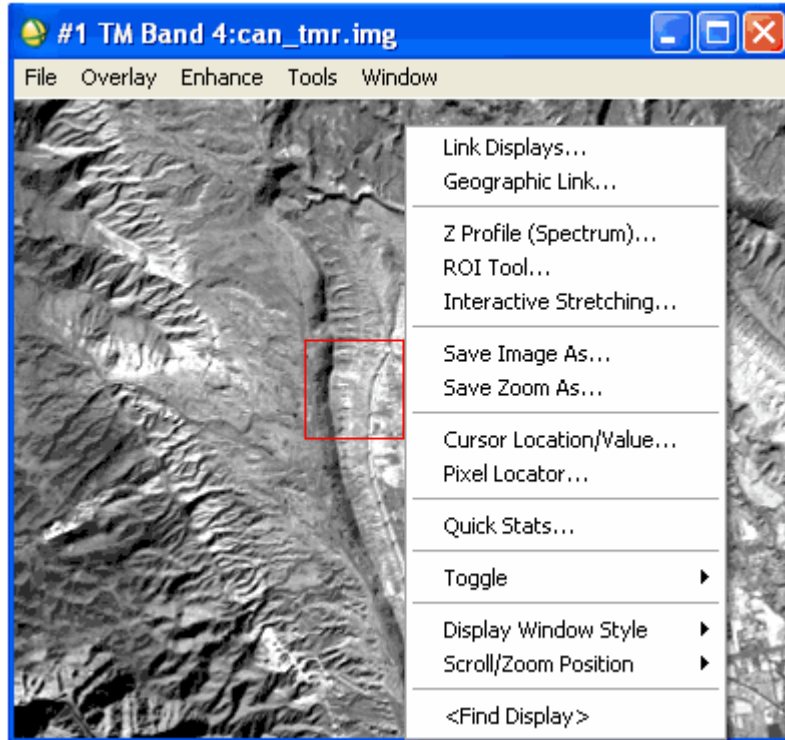 #1 TM Band 4:can_tmr.img
File Overlay Enhance Tools Window
Link Displays...
Geographic Link...
Z Profile (Spectrum)...
ROI Tool...
Interactive Stretching...
Save Image As...
Save Zoom As...
Cursor Location/Value...
Pixel Locator...
Quick Stats...
Toggle
Display Window Style
Scroll/Zoom Position
<Find Display>